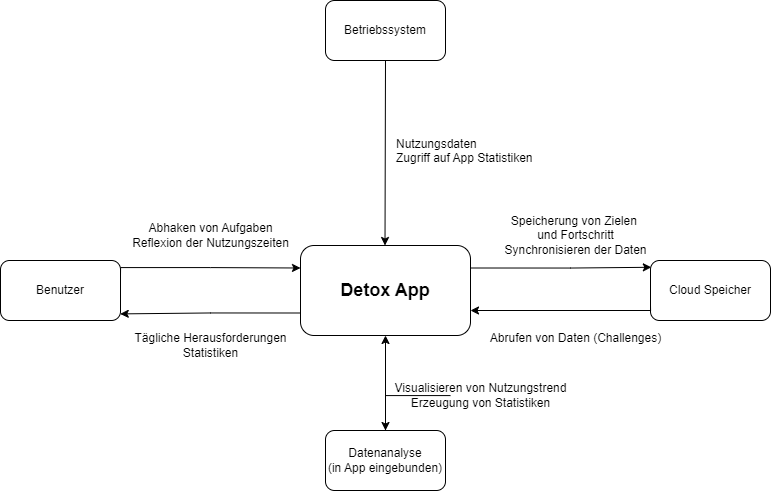 Betriebssystem
Nutzungsdaten
Zugriff auf App Statistiken
Abhaken von Aufgaben
Reflexion der Nutzungszeiten
Speicherung von Zielen
und Fortschritt
Synchronisieren der Daten
Benutzer
Detox App
Cloud Speicher
Tägliche Herausforderungen
Statistiken
Abrufen von Daten (Challenges)
Visualisieren von Nutzungstrend
Erzeugung von Statistiken
Datenanalyse
(in App eingebunden)